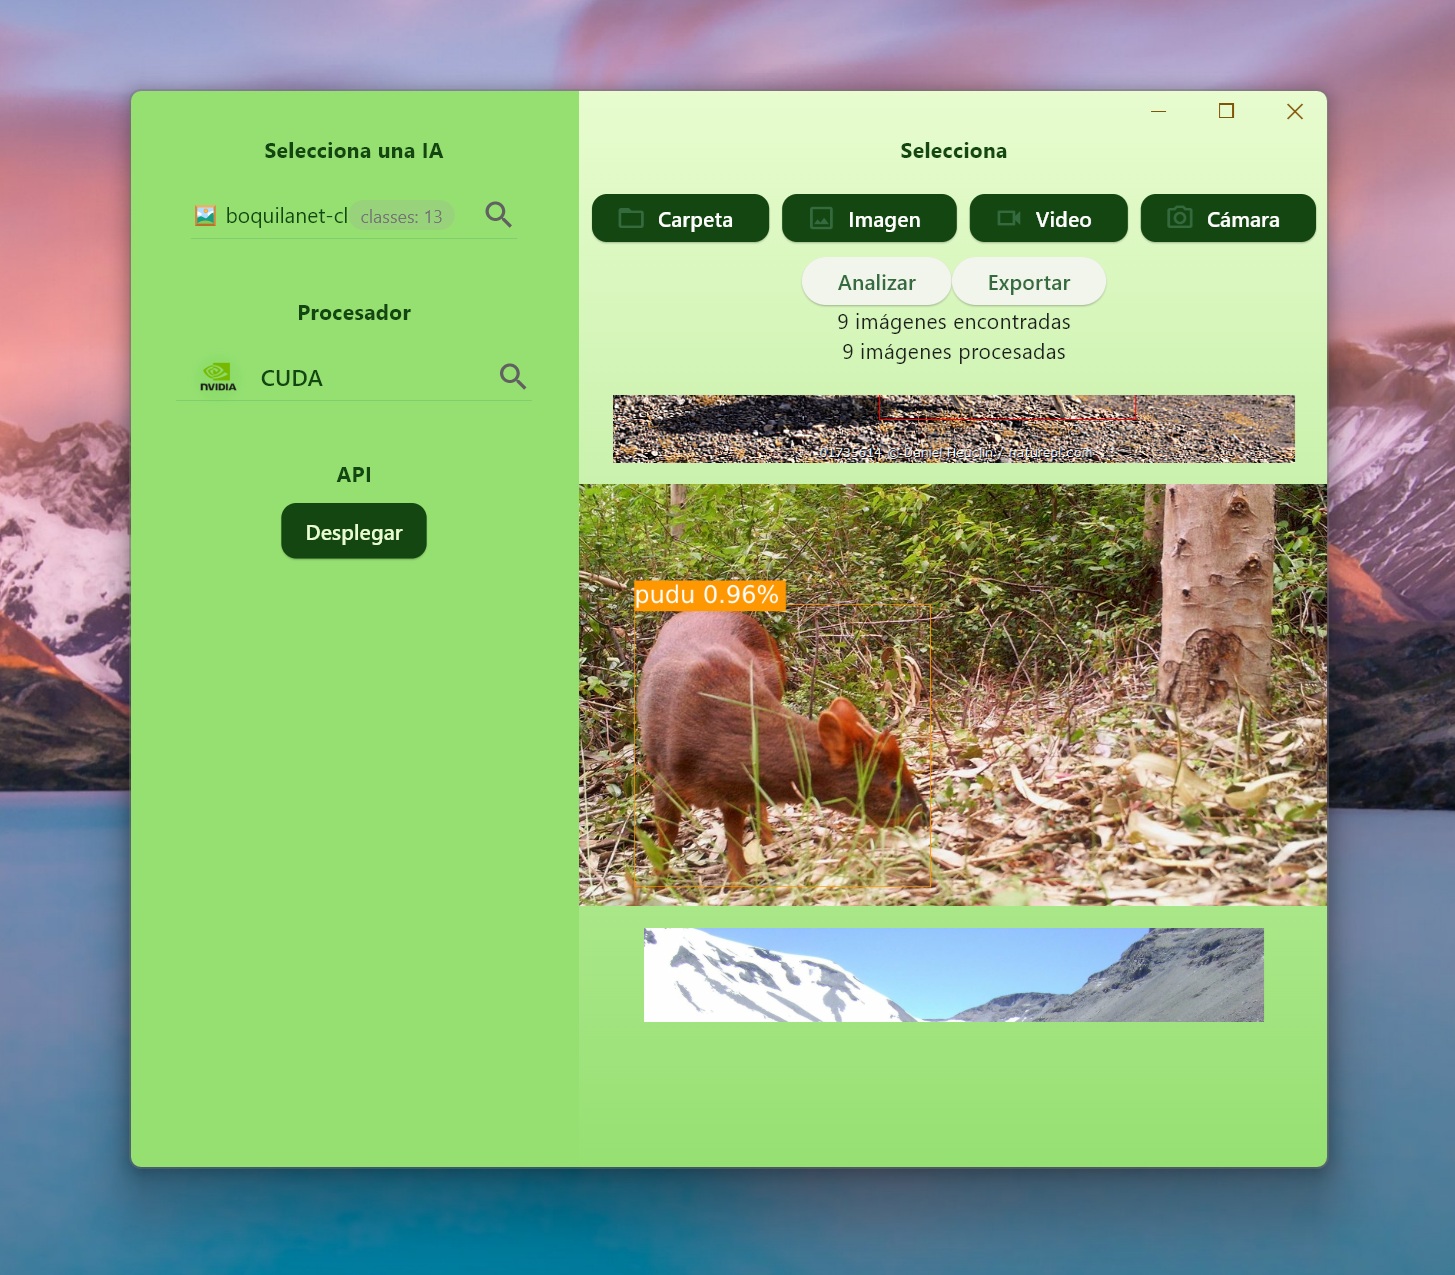 Selecciona una IA
boquilanet-cl classes: 13
Procesador
NVIDIA CUDA
API
Desplegar
Selecciona
Carpeta Imagen Video Cámara
Analizar Exportar
9 imágenes encontradas
9 imágenes procesadas
© Daniel Heuclin / naturepl.com
pudu 0.96%